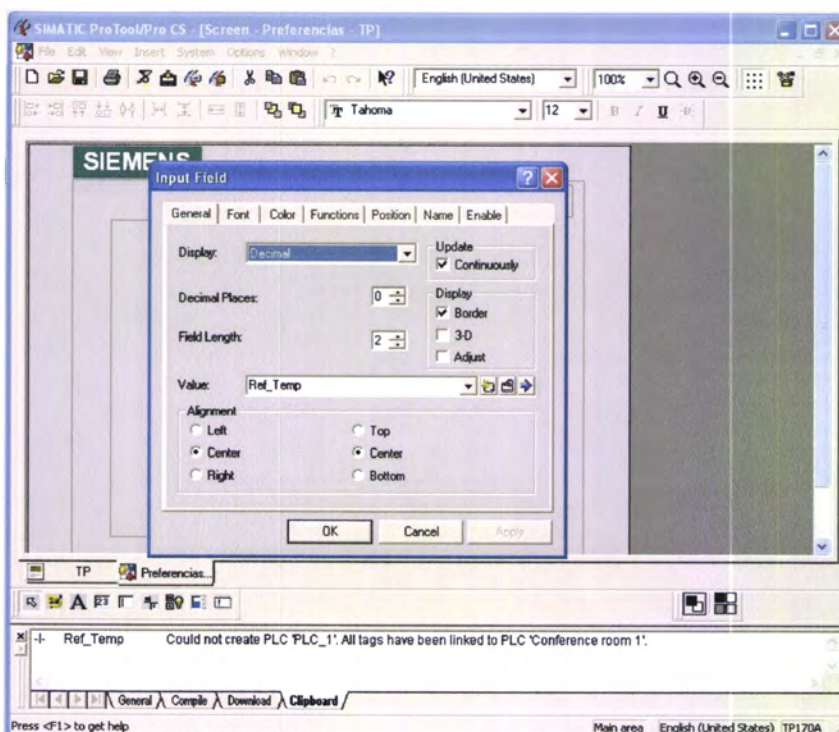 SIMATIC ProTool/Pro CS - [Screen - Preferencias - TP]
File Edit View Insert System Options Window ?
English (United States) 100%
Tahoma 12 B I U
SIEMENS
Input Field
General Font Color Functions Position Name Enable
Display: Decimal
Update
Continuously
Decimal Places: 0
Display
Border
Field Length: 2
3-D
Adjust
Value: Ref_Temp
Alignment
Left Top
Center Center
Right Bottom
OK Cancel Apply
TP Preferencias...
-I- Ref_Temp Could not create PLC 'PLC_1'. All tags have been linked to PLC 'Conference room 1'.
General Compile Download Clipboard
Press <F1> to get help Main area English (United States) TP170A